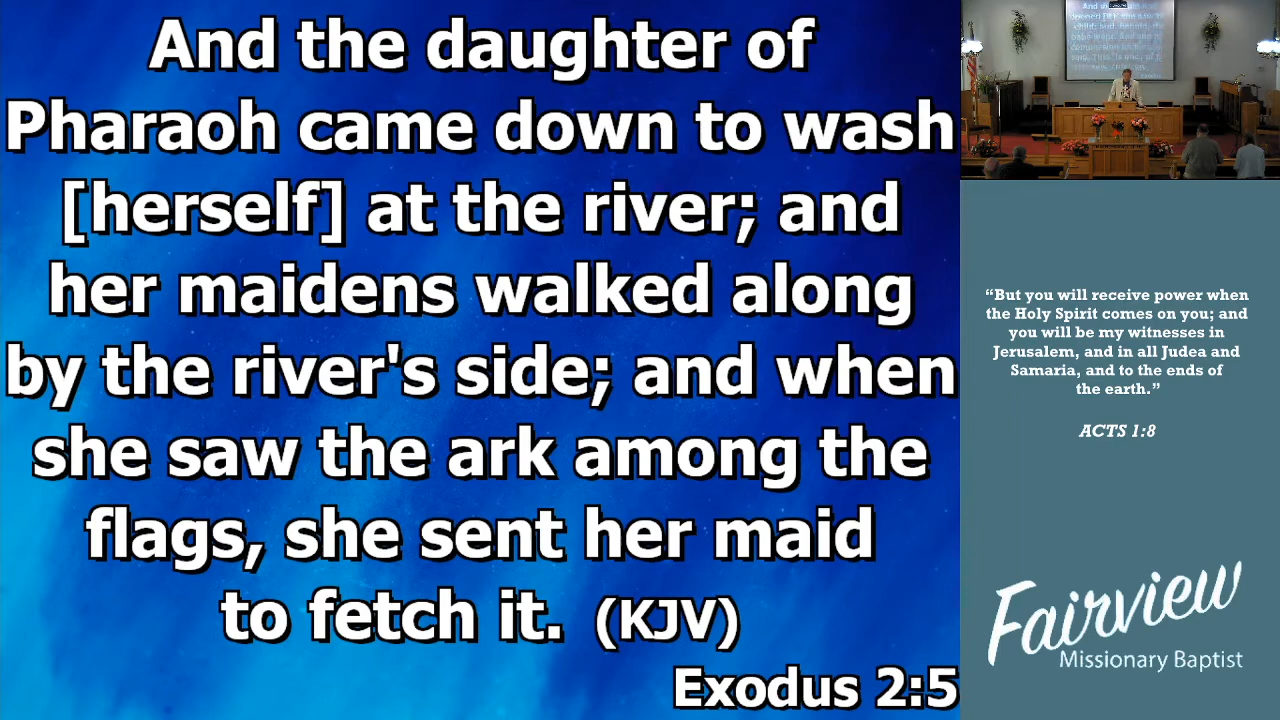 And the daughter of
Pharaoh came down to wash
[herself] at the river; and
her maidens walked along
by the river's side; and when
she saw the ark among the
flags, she sent her maid
to fetch it. (KJV)
Exodus 2:5
“But you will receive power when
the Holy Spirit comes on you; and
you will be my witnesses in
Jerusalem, and in all Judea and
Samaria, and to the ends of
the earth.”
ACTS 1:8
Fairview
Missionary Baptist